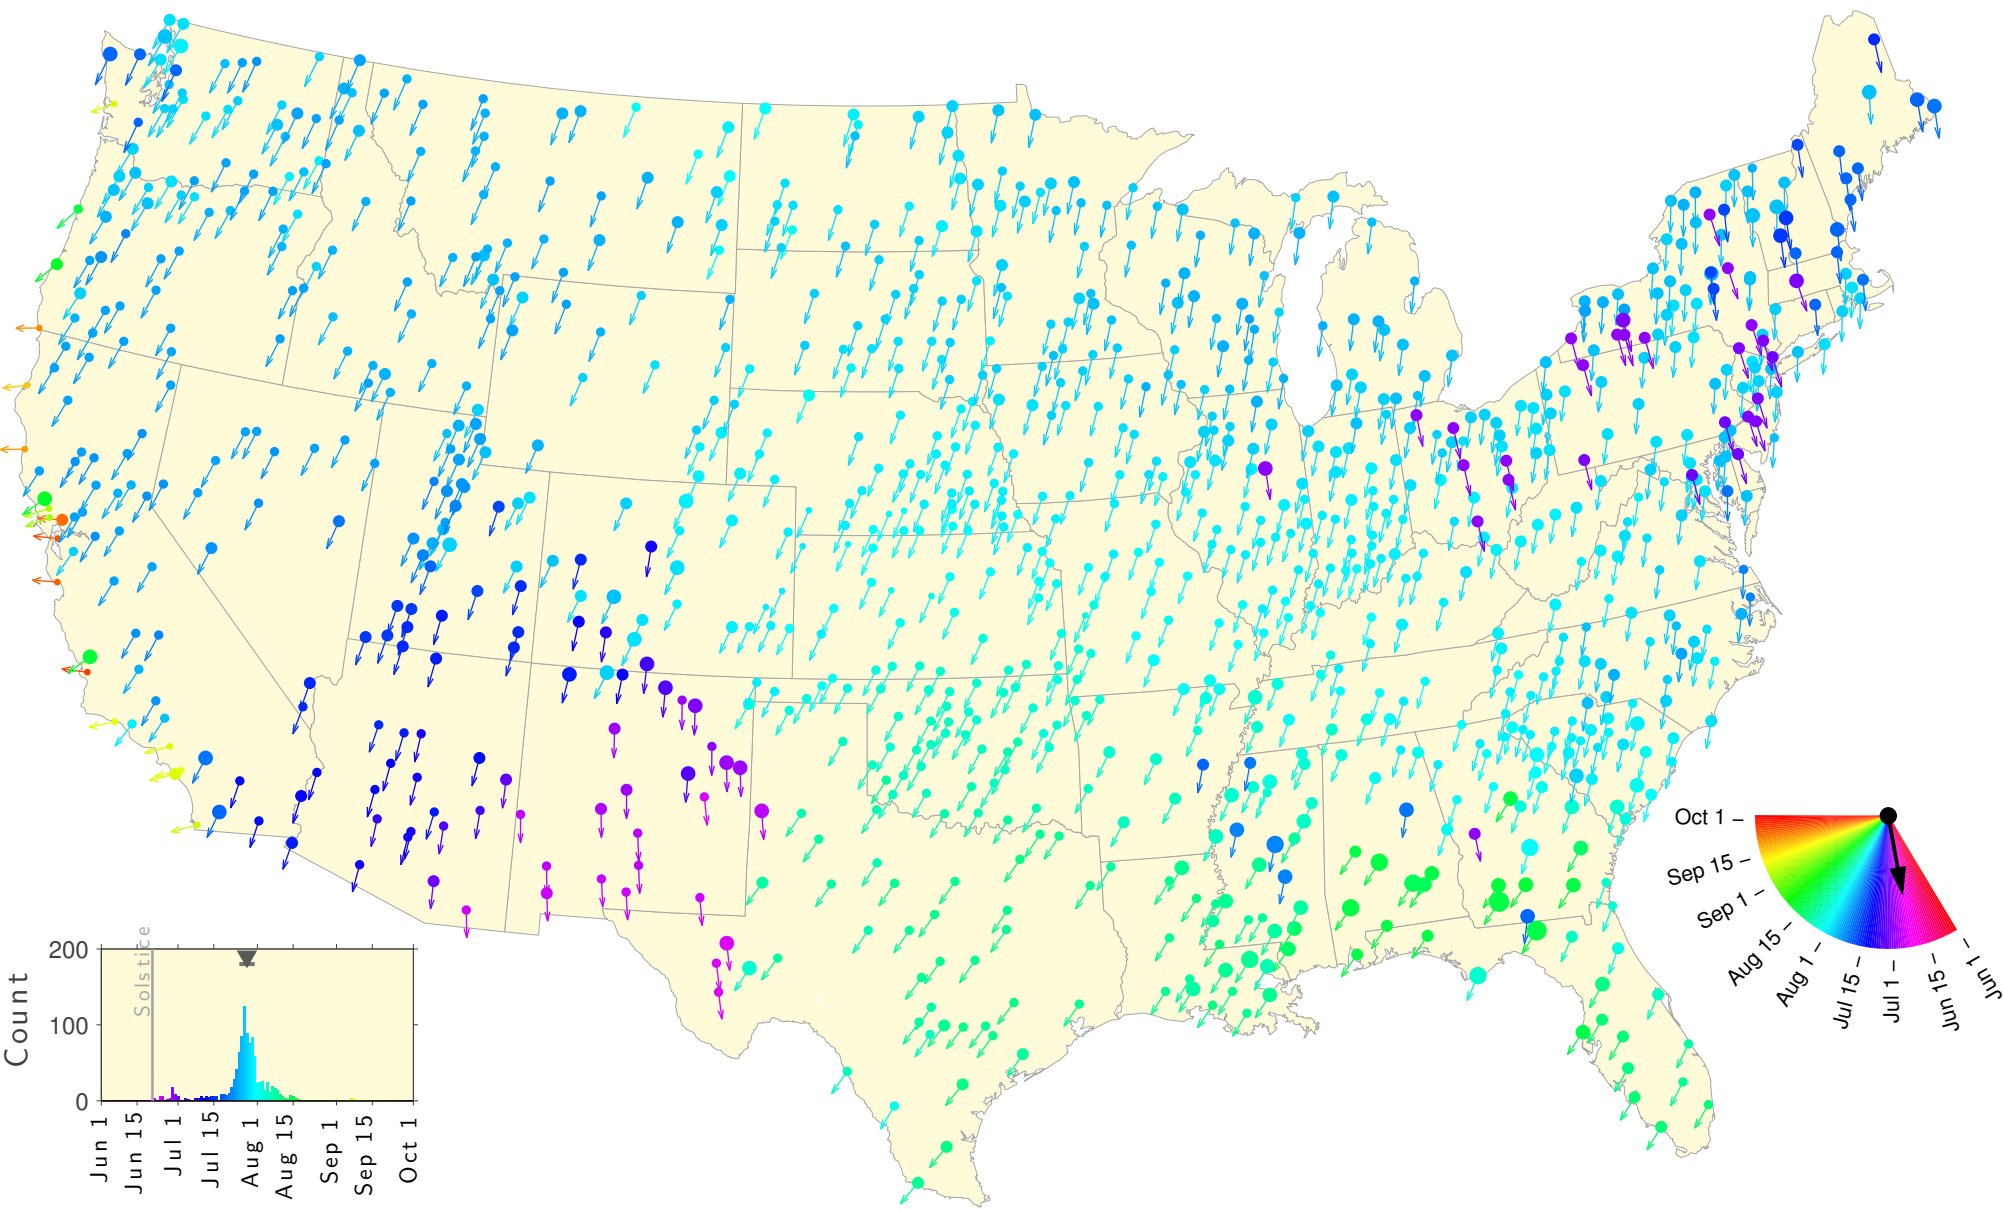 Oct 1 –
Sep 15 –
Sep 1 –
Aug 15 –
Aug 1 –
Jul 15 –
Jul 1 –
Jun 15 –
Jun 1 –
Solstice
Count
200
100
0
Jun 1
Jun 15
Jul 1
Jul 15
Aug 1
Aug 15
Sep 1
Sep 15
Oct 1